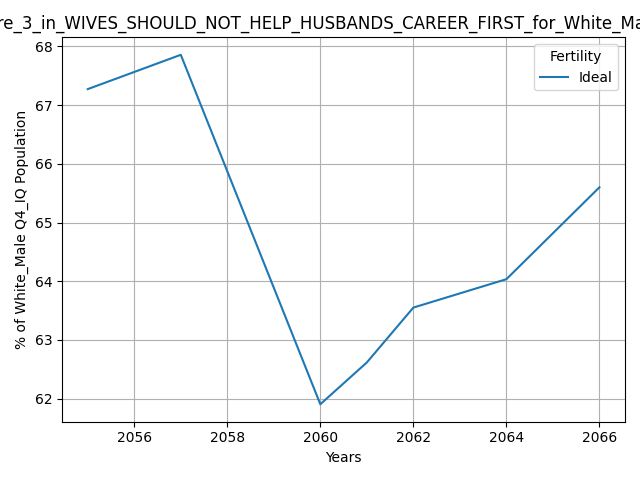 re_3_in_WIVES_SHOULD_NOT_HELP_HUSBANDS_CAREER_FIRST_for_White_Ma
Fertility
Ideal
68
67
66
65
64
63
62
% of White_Male Q4_IQ Population
2056 2058 2060 2062 2064 2066
Years